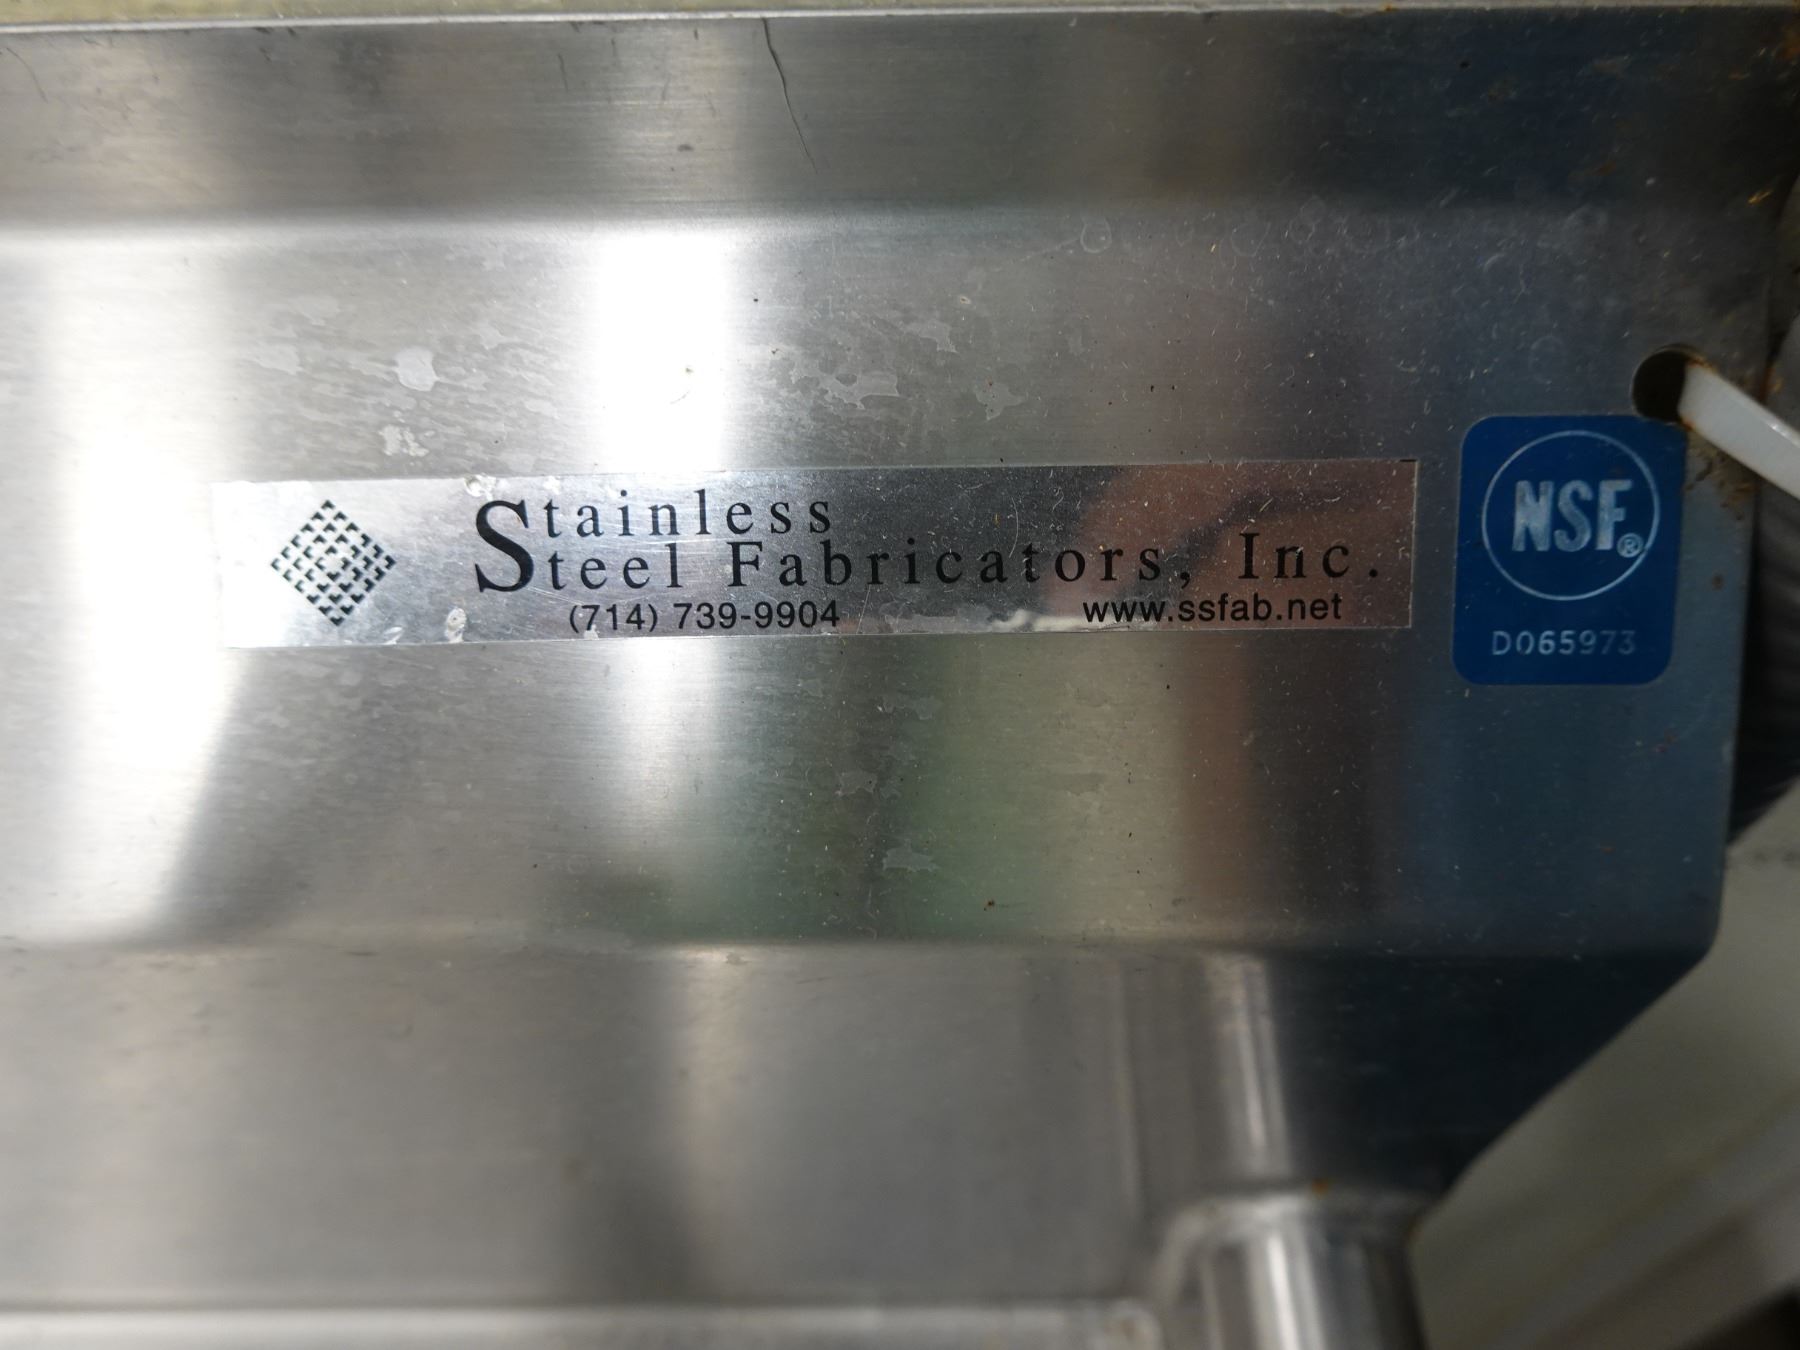 Stainless
Steel Fabricators, Inc.
(714) 739-9904 www.ssfab.net
NSF®
D065973